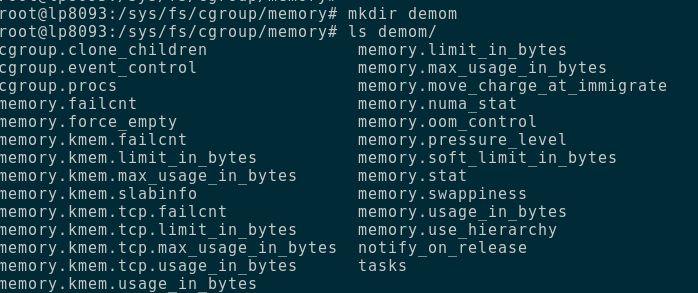 root@lp8093:/sys/fs/cgroup/memory# mkdir demom
root@lp8093:/sys/fs/cgroup/memory# ls demom/
cgroup.clone_children memory.limit_in_bytes
cgroup.event_control memory.max_usage_in_bytes
cgroup.procs memory.move_charge_at_immigrate
memory.failcnt memory.numa_stat
memory.force_empty memory.oom_control
memory.kmem.failcnt memory.pressure_level
memory.kmem.limit_in_bytes memory.soft_limit_in_bytes
memory.kmem.max_usage_in_bytes memory.stat
memory.kmem.slabinfo memory.swappiness
memory.kmem.tcp.failcnt memory.usage_in_bytes
memory.kmem.tcp.limit_in_bytes memory.use_hierarchy
memory.kmem.tcp.max_usage_in_bytes notify_on_release
memory.kmem.tcp.usage_in_bytes tasks
memory.kmem.usage_in_bytes